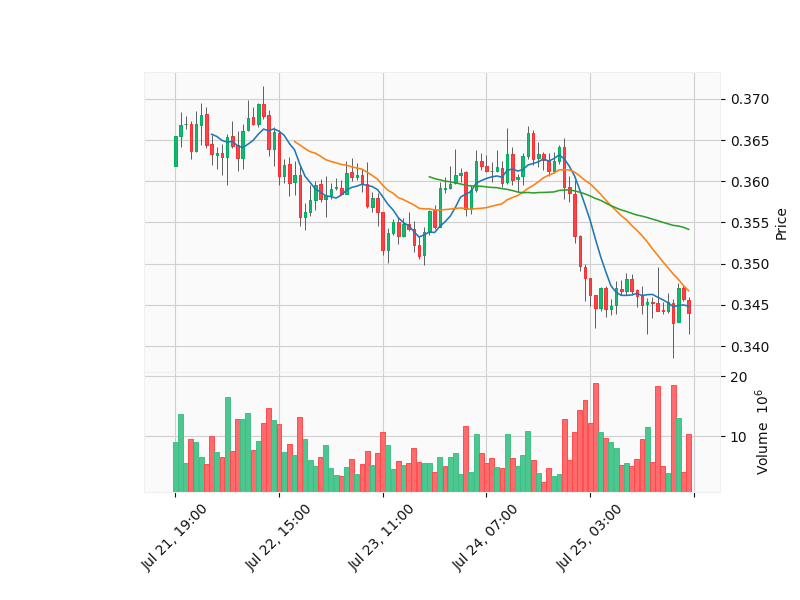 0.370
0.365
0.360
0.355
0.350
0.345
0.340
Price
20
10
Volume 10⁶
Jul 21, 19:00
Jul 22, 15:00
Jul 23, 11:00
Jul 24, 07:00
Jul 25, 03:00